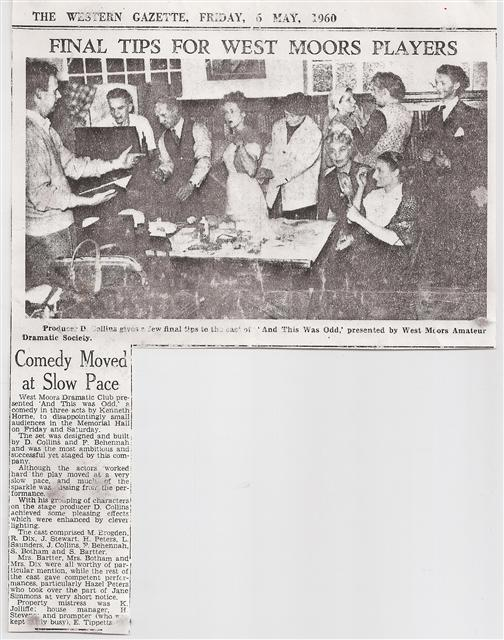 THE WESTERN GAZETTE, FRIDAY, 6 MAY, 1960
FINAL TIPS FOR WEST MOORS PLAYERS
Producer D. Collins gives a few final tips to the cast of 'And This Was Odd,' presented by West Moors Amateur
Dramatic Society.
Comedy Moved
at Slow Pace
West Moors Dramatic Club pre-
sented 'And This was Odd,' a
comedy in three acts by Kenneth
Horne, to disappointingly small
audiences in the Memorial Hall
on Friday and Saturday.
The set was designed and built
by D. Collins and P. Behennah
and was the most ambitious and
successful yet staged by this com-
pany.
Although the actors worked
hard the play moved at a very
slow pace, and much of the
sparkle was missing from the per-
formance.
With his grouping of characters
on the stage producer D. Collins
achieved some pleasing effects
which were enhanced by clever
lighting.
The cast comprised M. Brogden,
R. Dix, J. Stewart, H. Peters, L.
Saunders, J. Collins, P. Behennah,
S. Botham and S. Bartter.
Mrs. Bartter, Mrs. Botham and
Mrs. Dix were all worthy of par-
ticular mention, while the rest of
the cast gave competent perfor-
mances, particularly Hazel Peters
who took over the part of Jane
Simmons at very short notice.
Property mistress was K.
Jolliffe; house manager, H.
Stevens; and prompter (who was
kept busy), E. Tippetts.